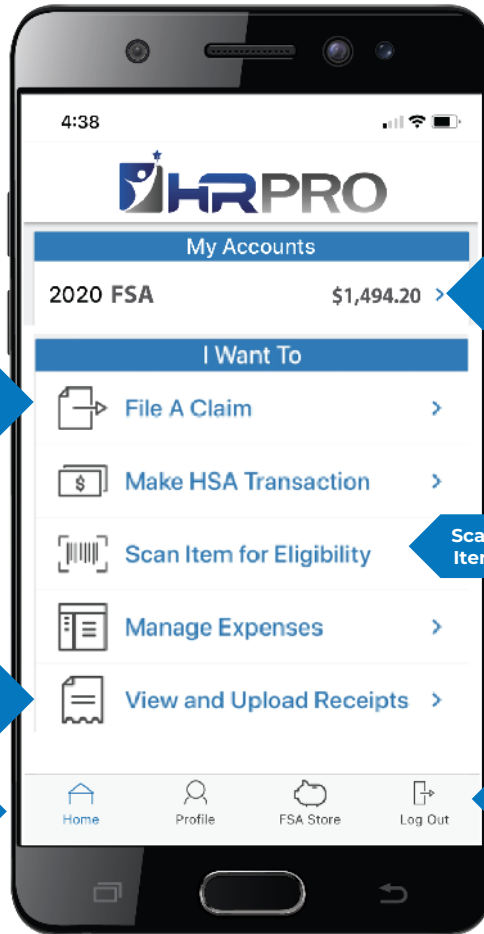 4:38
HRPRO
My Accounts
2020 FSA $1,494.20 >
I Want To
File A Claim >
Make HSA Transaction >
Scan Item for Eligibility
Manage Expenses >
View and Upload Receipts >
Home Profile FSA Store Log Out